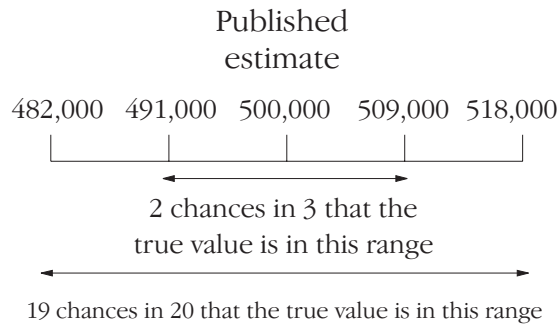 Published
estimate
482,000 491,000 500,000 509,000 518,000
2 chances in 3 that the
true value is in this range
19 chances in 20 that the true value is in this range